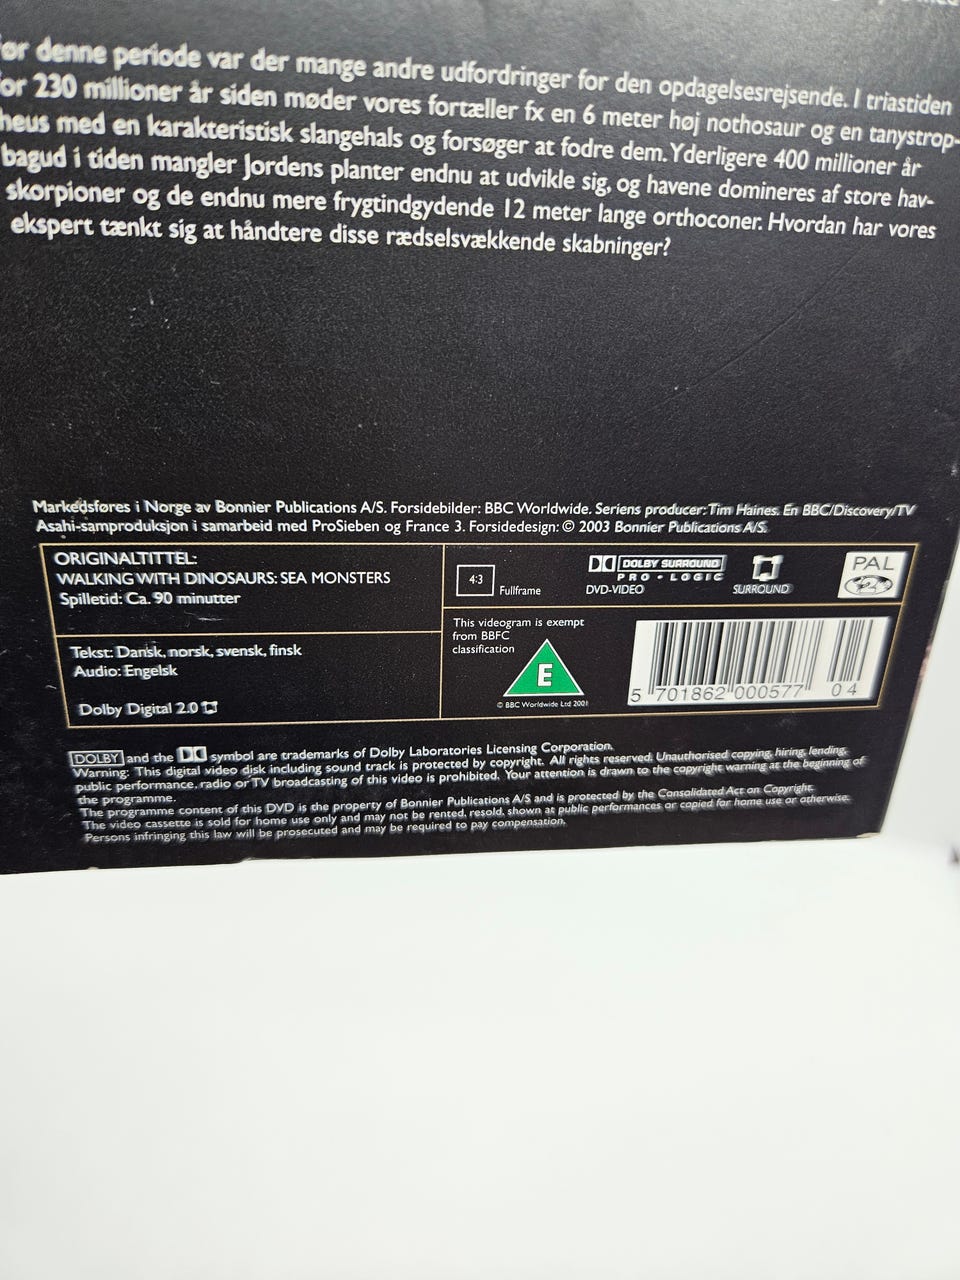 ør denne periode var der mange andre udfordringer for den opdagelsesrejsende. I triastiden
for 230 millioner år siden møder vores fortæller fx en 6 meter høj nothosaur og en tanystrop-
heus med en karakteristisk slangehals og forsøger at fodre dem. Yderligere 400 millioner år
bagud i tiden mangler Jordens planter endnu at udvikle sig, og havene domineres af store hav-
skorpioner og de endnu mere frygtindgydende 12 meter lange orthoconer. Hvordan har vores
ekspert tænkt sig at håndtere disse rædselsvækkende skabninger?
Markedsføres i Norge av Bonnier Publications A/S. Forsidebilder: BBC Worldwide. Seriens producer: Tim Haines. En BBC/Discovery/TV
Asahi-samproduksjon i samarbeid med ProSieben og France 3. Forsidedesign: © 2003 Bonnier Publications A/S.
ORIGINALTITTEL:
WALKING WITH DINOSAURS: SEA MONSTERS
Spilletid: Ca. 90 minutter
Tekst: Dansk, norsk, svensk, finsk
Audio: Engelsk
Dolby Digital 2.0
4:3 Fullframe
DOLBY SURROUND
PRO • LOGIC
DVD-VIDEO
SURROUND
PAL
2
This videogram is exempt
from BBFC
classification
E
© BBC Worldwide Ltd 2001
5 701862 000577 04
DOLBY and the symbol are trademarks of Dolby Laboratories Licensing Corporation.
Warning: This digital video disk including sound track is protected by copyright. All rights reserved. Unauthorised copying, hiring, lending,
public performance, radio or TV broadcasting of this video is prohibited. Your attention is drawn to the copyright warning at the beginning of
the programme.
The programme content of this DVD is the property of Bonnier Publications A/S and is protected by the Consolidated Act on Copyright.
The video cassette is sold for home use only and may not be rented, resold, shown at public performances or copied for home use or otherwise.
Persons infringing this law will be prosecuted and may be required to pay compensation.